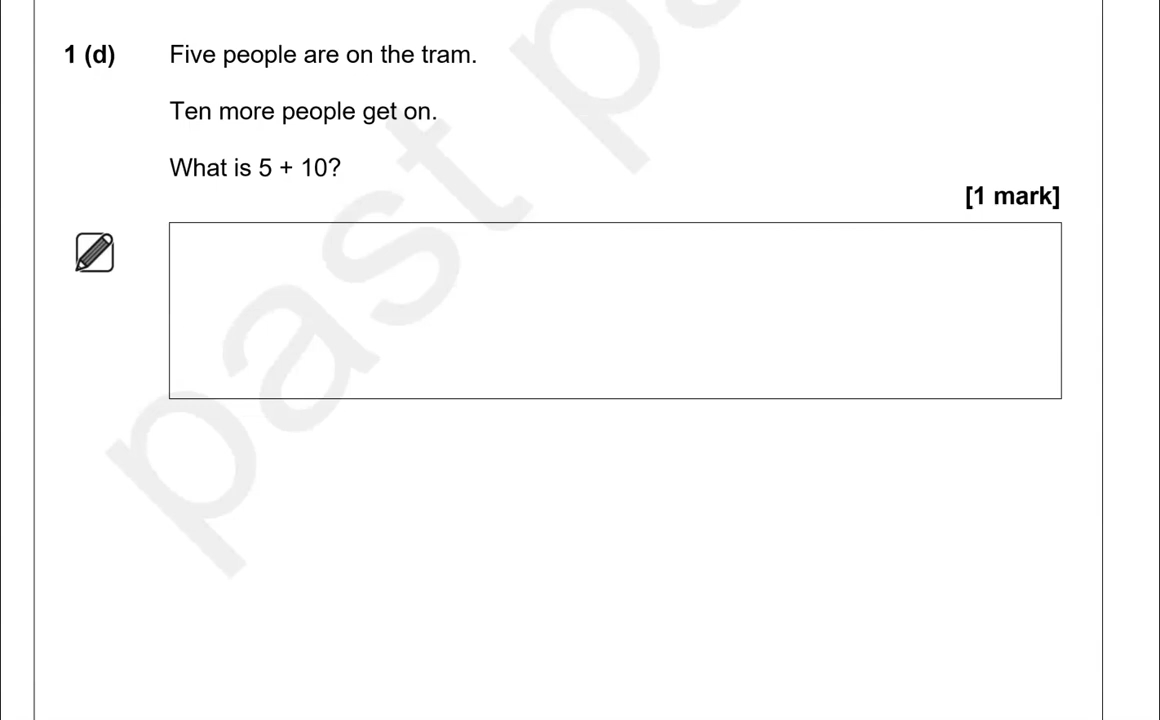 1 (d) Five people are on the tram.
Ten more people get on.
What is 5 + 10?
[1 mark]
past pa